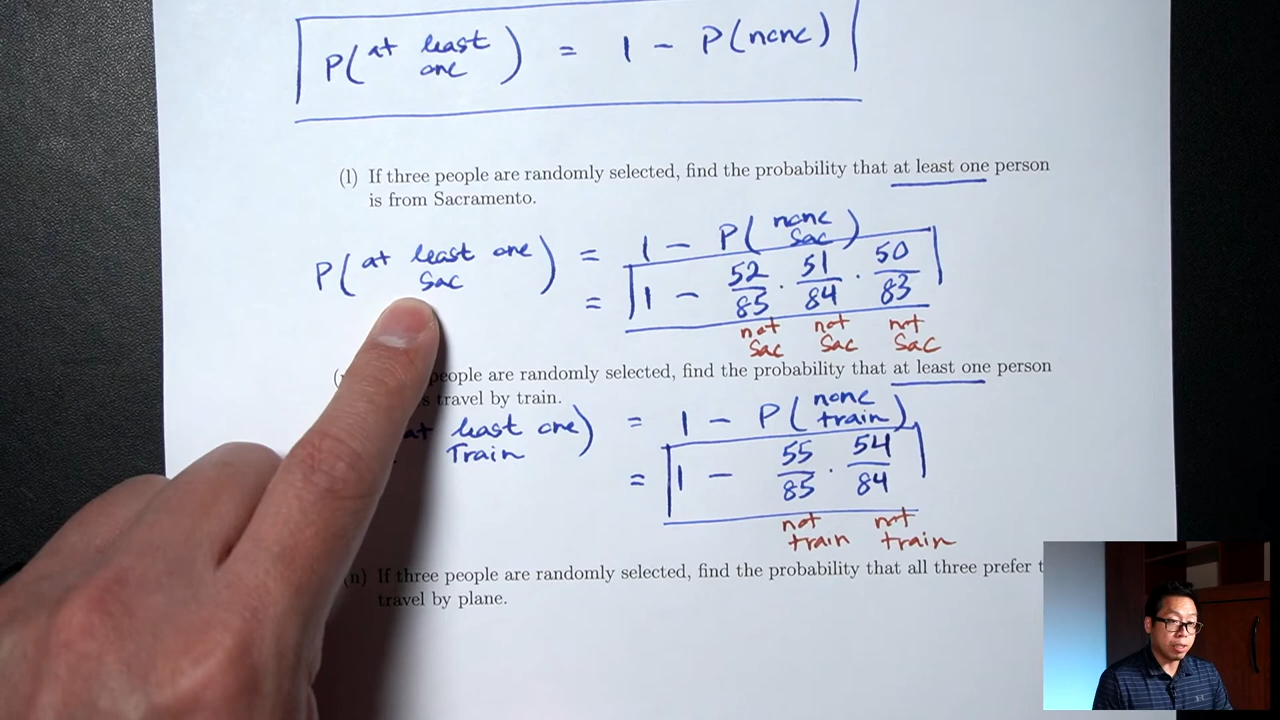 P(at least one) = 1 - P(none)
(l) If three people are randomly selected, find the probability that at least one person
is from Sacramento.
P(at least one Sac) = 1 - P(none Sac)
= 1 - 52/85 · 51/84 · 50/83
not Sac not Sac not Sac
people are randomly selected, find the probability that at least one person
travel by train.
at least one Train) = 1 - P(none train)
= 1 - 55/85 · 54/84
not train not train
(n) If three people are randomly selected, find the probability that all three prefer t
travel by plane.